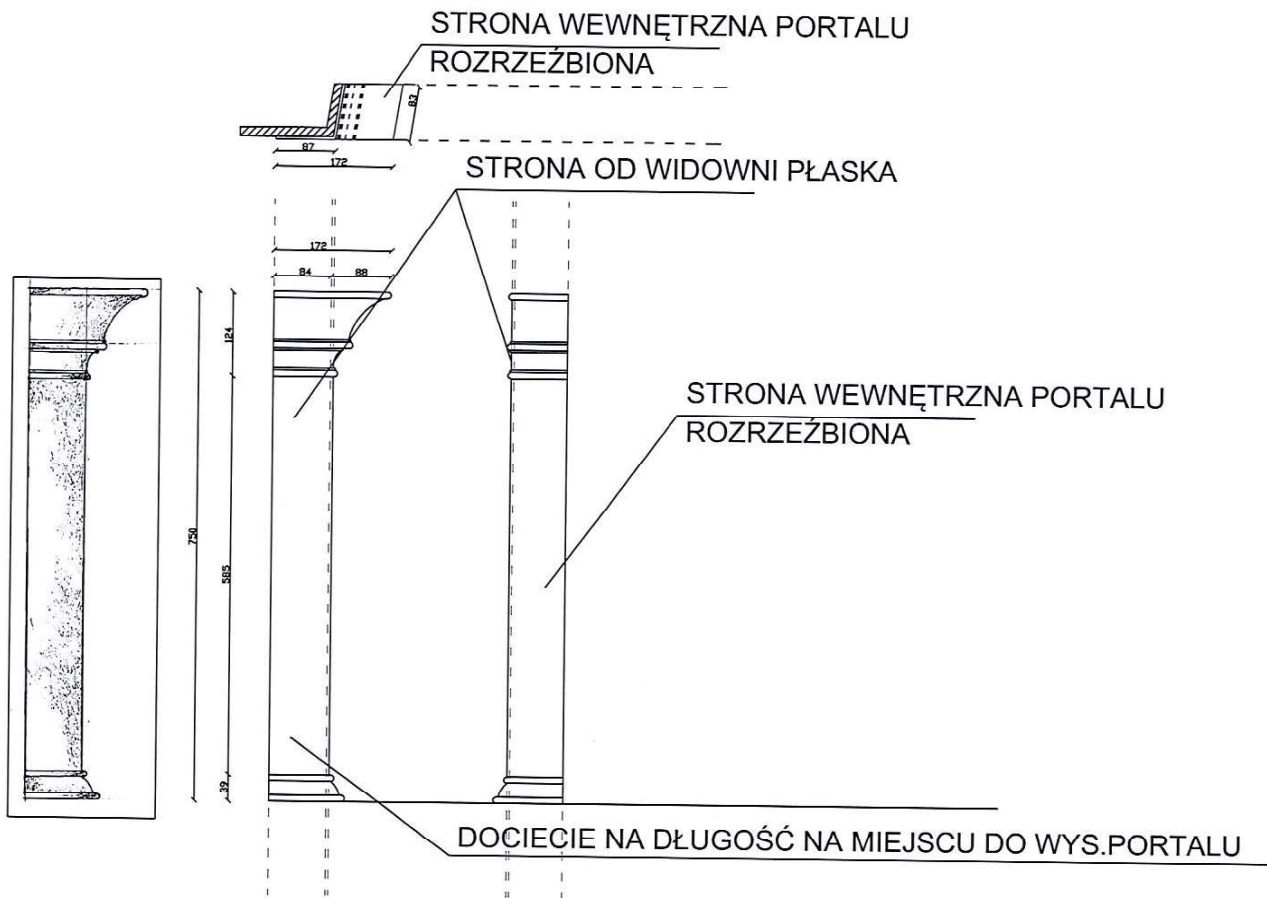 STRONA WEWNĘTRZNA PORTALU
ROZRZEŹBIONA
83
87
172
STRONA OD WIDOWNI PŁASKA
172
84 88
124
STRONA WEWNĘTRZNA PORTALU
ROZRZEŹBIONA
750
585
39
DOCIECIE NA DŁUGOŚĆ NA MIEJSCU DO WYS.PORTALU